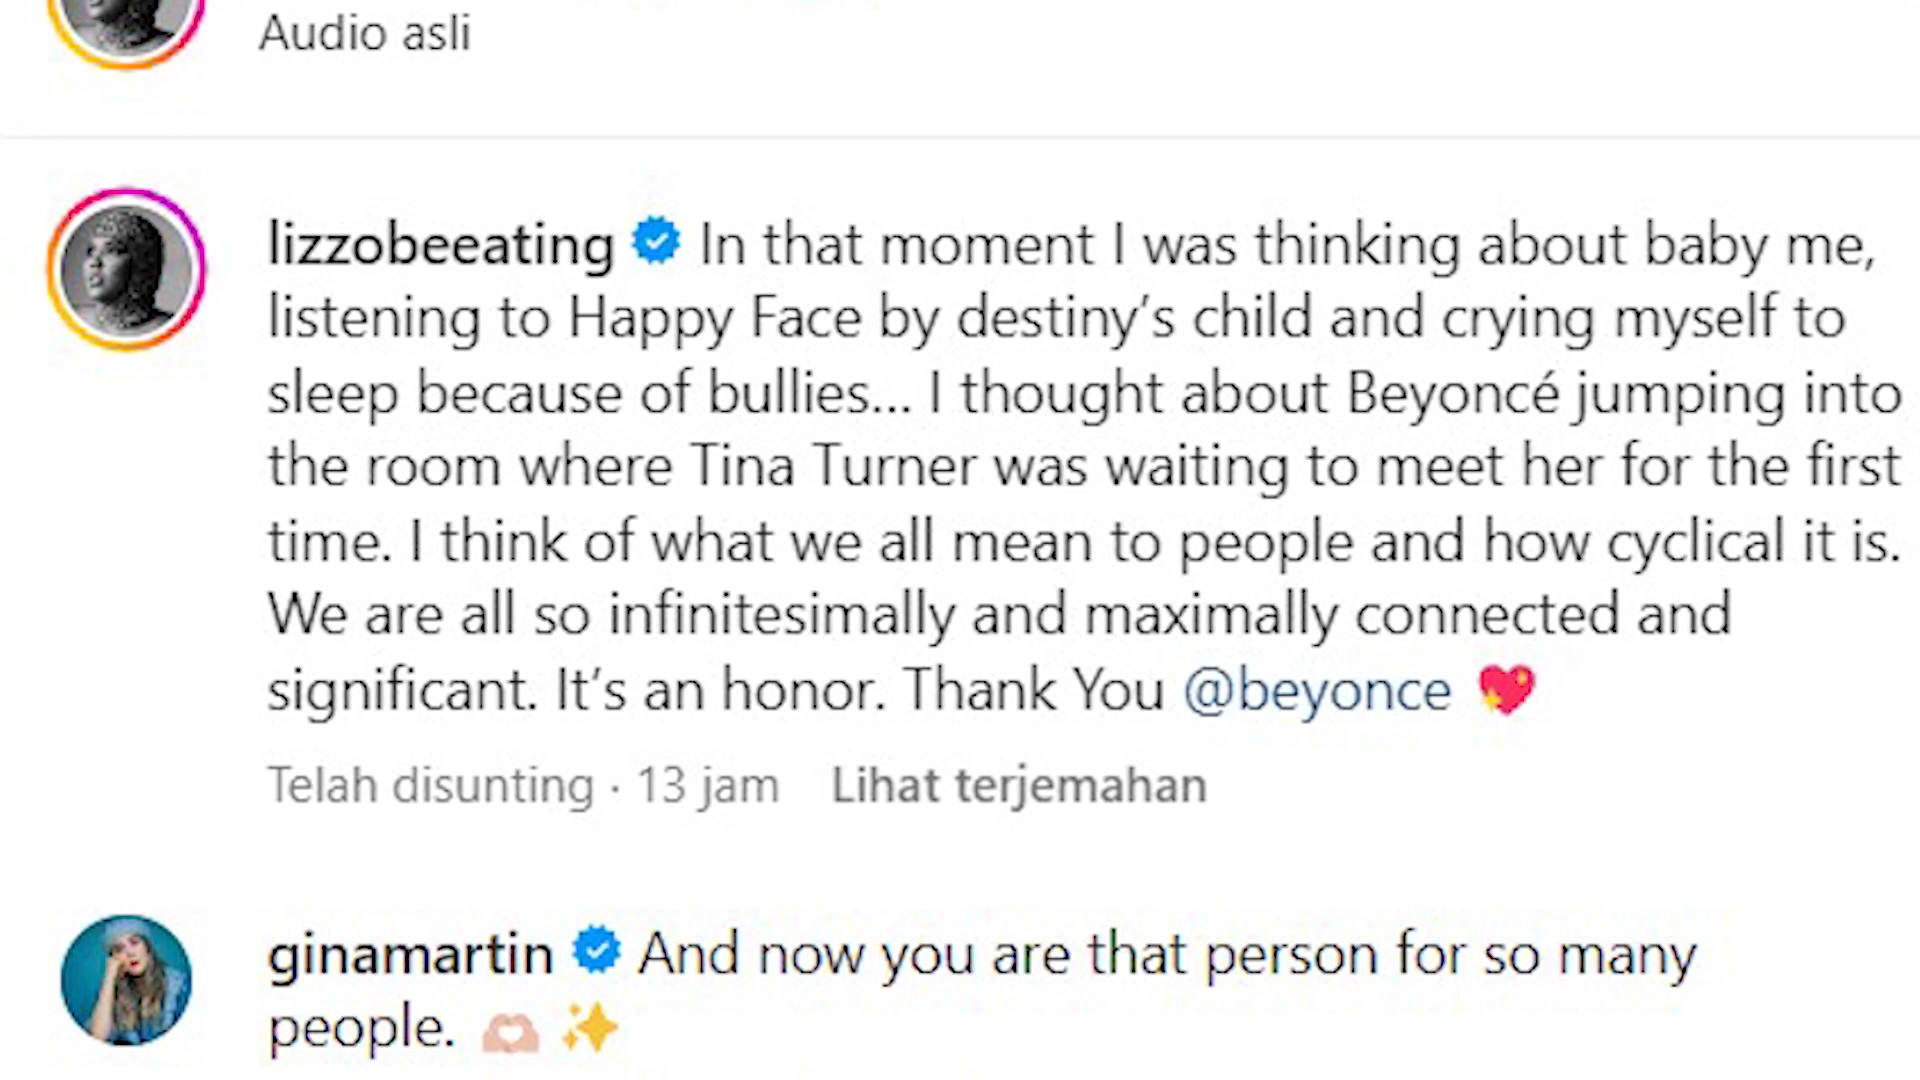 Audio asli
lizzobeeating In that moment I was thinking about baby me,
listening to Happy Face by destiny’s child and crying myself to
sleep because of bullies... I thought about Beyoncé jumping into
the room where Tina Turner was waiting to meet her for the first
time. I think of what we all mean to people and how cyclical it is.
We are all so infinitesimally and maximally connected and
significant. It’s an honor. Thank You @beyonce 💖
Telah disunting · 13 jam Lihat terjemahan
ginamartin And now you are that person for so many
people. 🫶🏼 ✨